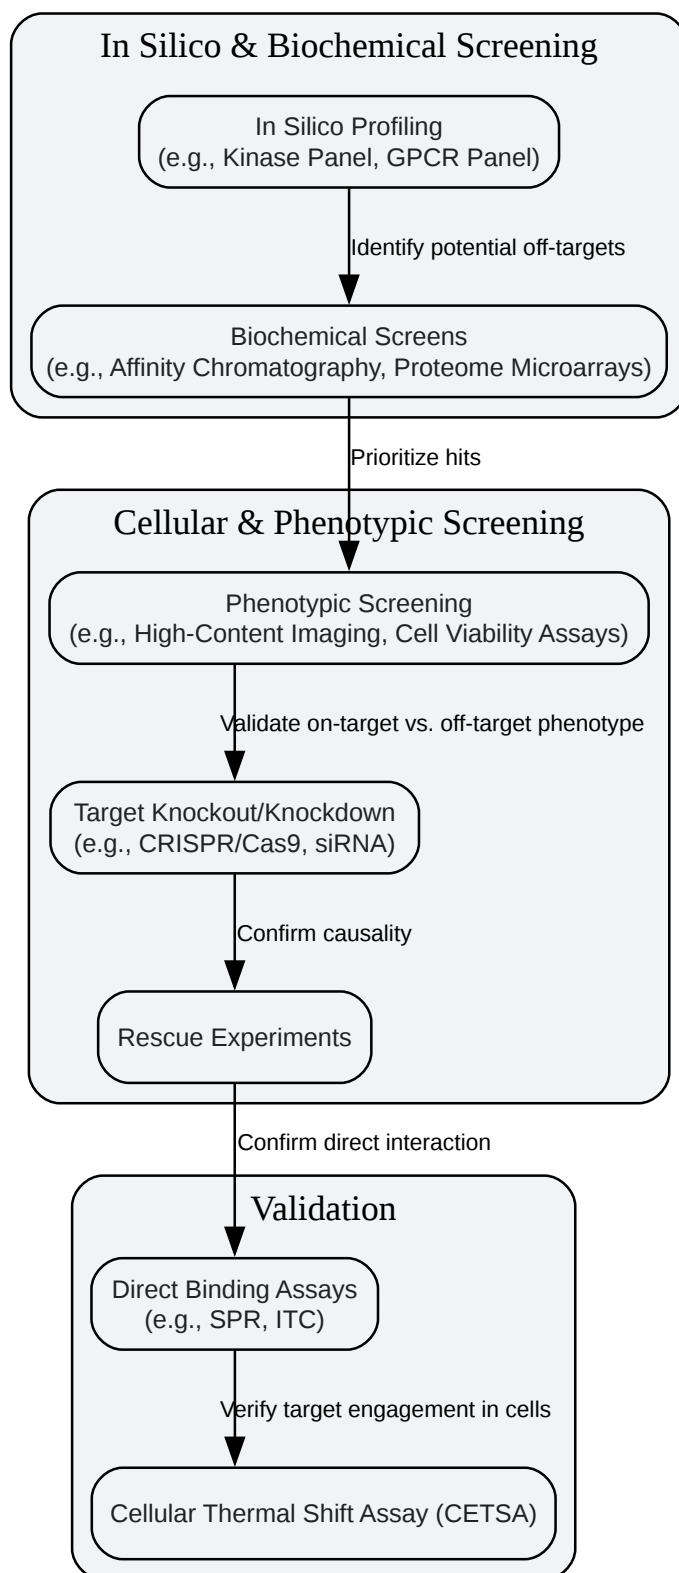 In Silico & Biochemical Screening
In Silico Profiling
(e.g., Kinase Panel, GPCR Panel)
Identify potential off-targets
Biochemical Screens
(e.g., Affinity Chromatography, Proteome Microarrays)
Prioritize hits
Cellular & Phenotypic Screening
Phenotypic Screening
(e.g., High-Content Imaging, Cell Viability Assays)
Validate on-target vs. off-target phenotype
Target Knockout/Knockdown
(e.g., CRISPR/Cas9, siRNA)
Confirm causality
Rescue Experiments
Confirm direct interaction
Validation
Direct Binding Assays
(e.g., SPR, ITC)
Verify target engagement in cells
Cellular Thermal Shift Assay (CETSA)